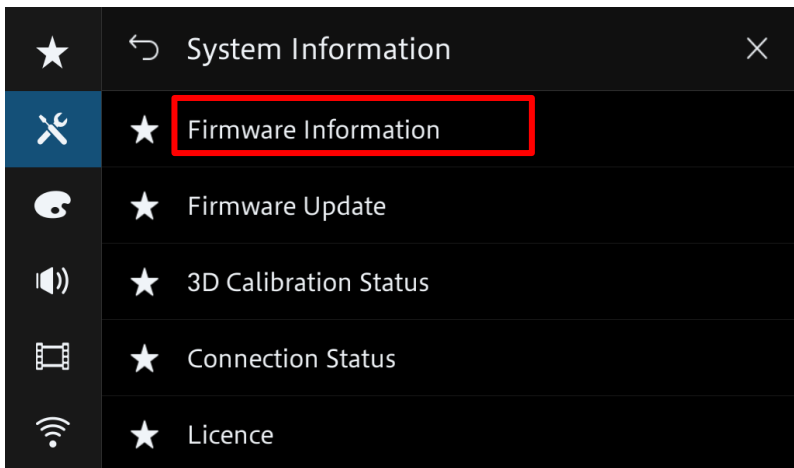 System Information
Firmware Information
Firmware Update
3D Calibration Status
Connection Status
Licence